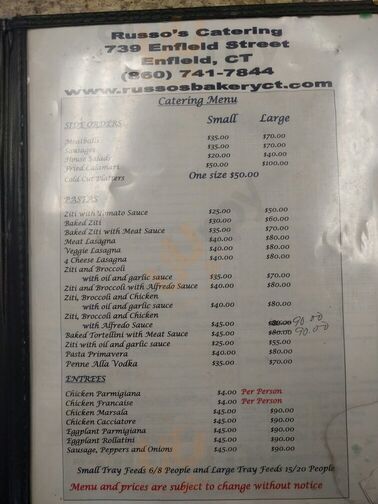 Russo's Catering
739 Enfield Street
Enfield, CT
(860) 741-7844
www.russosbakeryct.com
Catering Menu
SIDE ORDERS Small Large
Meatballs $35.00 $70.00
Sausages $35.00 $70.00
House Salads $20.00 $40.00
Fried Calamari $50.00 $100.00
Cold Cut Platters One size $50.00
PASTAS
Ziti with Tomato Sauce $25.00 $50.00
Baked Ziti $30.00 $60.00
Baked Ziti with Meat Sauce $35.00 $70.00
Meat Lasagna $40.00 $80.00
Veggie Lasagna $40.00 $80.00
4 Cheese Lasagna $40.00 $80.00
Ziti and Broccoli
with oil and garlic sauce $35.00 $70.00
Ziti and Broccoli with Alfredo Sauce $40.00 $80.00
Ziti, Broccoli and Chicken
with oil and garlic sauce $40.00 $80.00
Ziti, Broccoli and Chicken
with Alfredo Sauce $45.00 $80.00 90.00
Baked Tortellini with Meat Sauce $45.00 $80.00 90.00
Ziti with oil and garlic sauce $25.00 $55.00
Pasta Primavera $40.00 $80.00
Penne Alla Vodka $35.00 $70.00
ENTREES
Chicken Parmigiana $4.00 Per Person
Chicken Francaise $4.00 Per Person
Chicken Marsala $45.00 $90.00
Chicken Cacciatore $45.00 $90.00
Eggplant Parmigiana $45.00 $90.00
Eggplant Rollatini $45.00 $90.00
Sausage, Peppers and Onions $45.00 $90.00
Small Tray Feeds 6/8 People and Large Tray Feeds 15/20 People
Menu and prices are subject to change without notice